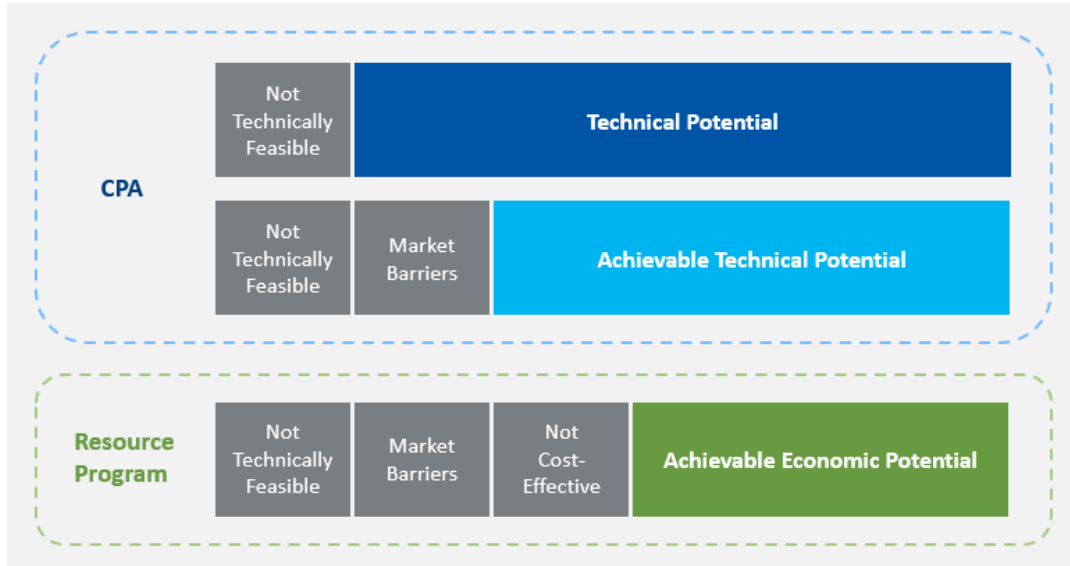 CPA
Not
Technically
Feasible
Technical Potential
Not
Technically
Feasible
Market
Barriers
Achievable Technical Potential
Resource
Program
Not
Technically
Feasible
Market
Barriers
Not
Cost-
Effective
Achievable Economic Potential